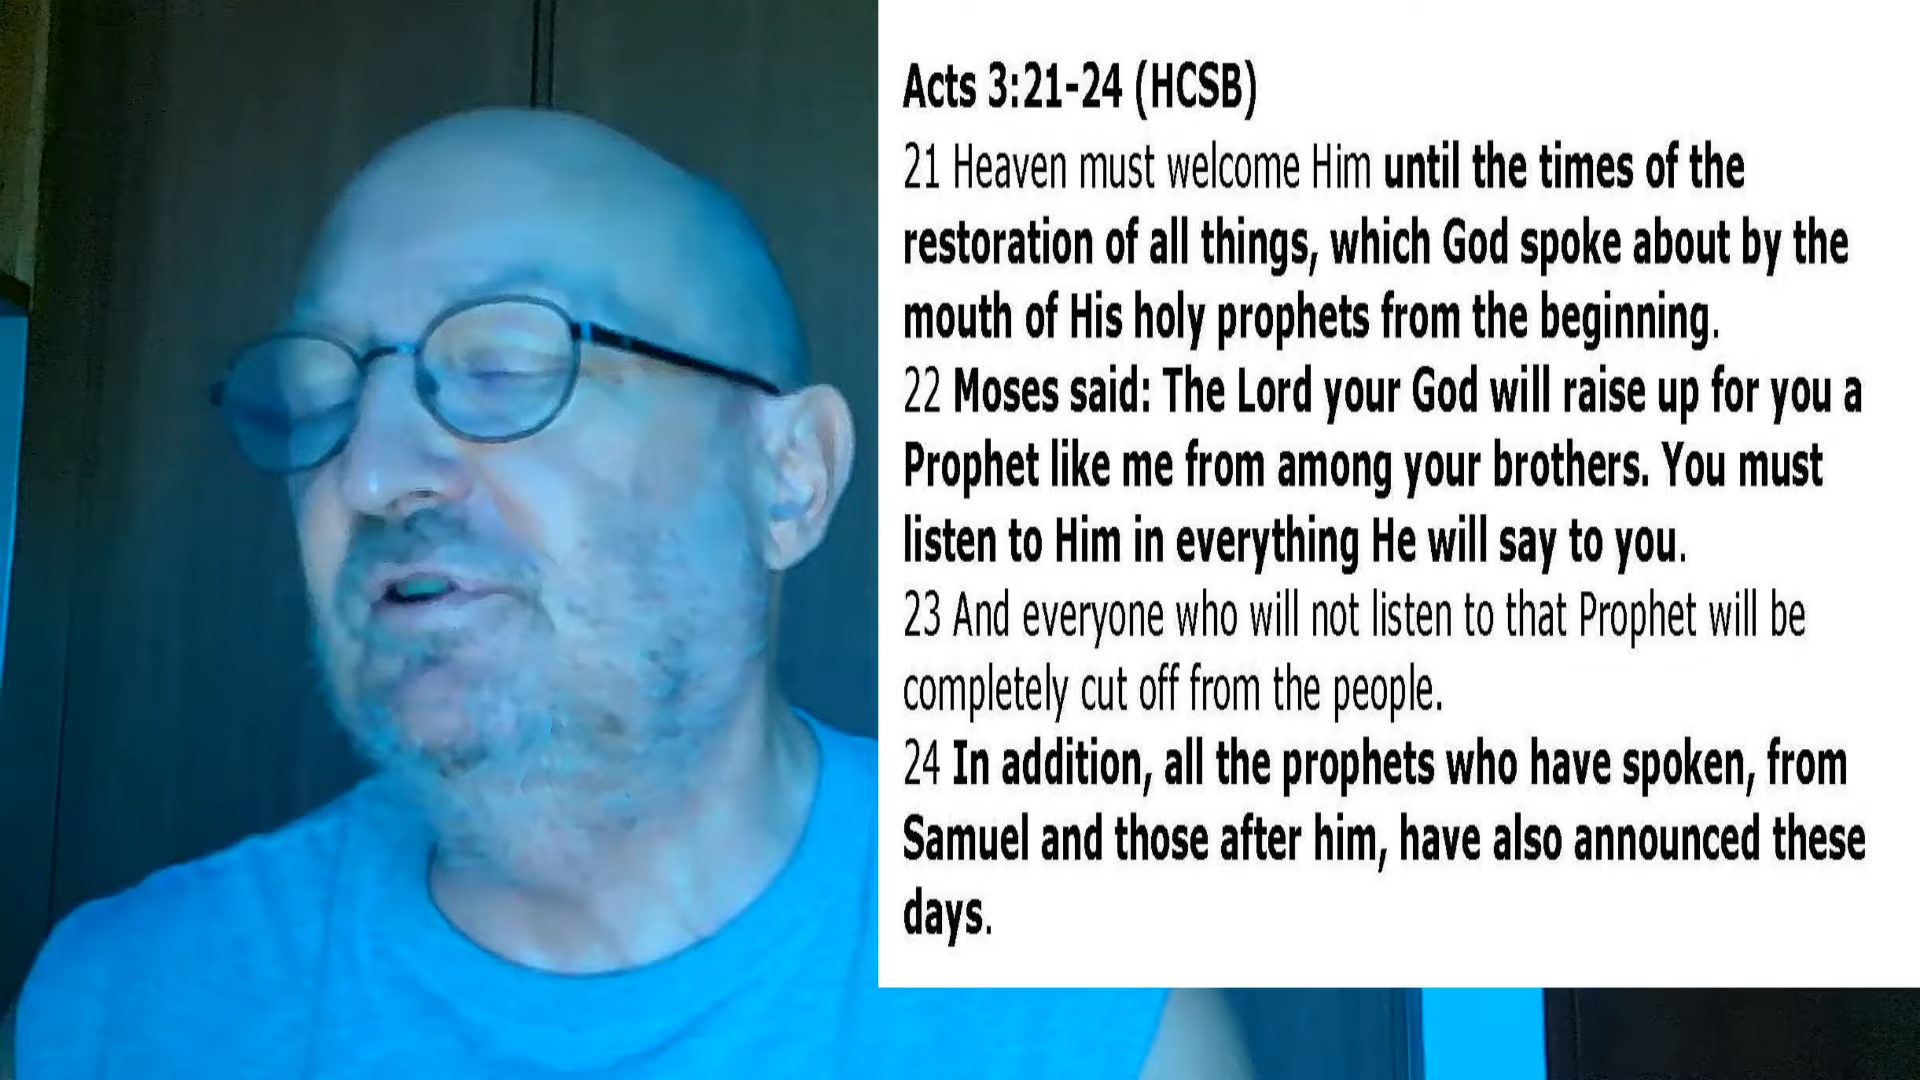 Acts 3:21-24 (HCSB)
21 Heaven must welcome Him until the times of the
restoration of all things, which God spoke about by the
mouth of His holy prophets from the beginning.
22 Moses said: The Lord your God will raise up for you a
Prophet like me from among your brothers. You must
listen to Him in everything He will say to you.
23 And everyone who will not listen to that Prophet will be
completely cut off from the people.
24 In addition, all the prophets who have spoken, from
Samuel and those after him, have also announced these
days.